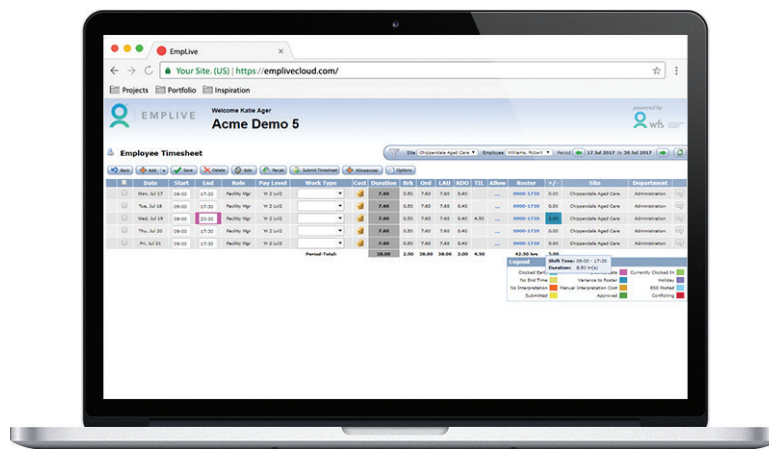 EmpLive
Your Site. (US) | https://emplivecloud.com/
Projects Portfolio Inspiration
EMPLIVE
Welcome Katie Ager
Acme Demo 5
powered by
wfs
Employee Timesheet
Site: Chippendale Aged Care Employee Williams, Robert Period 17 Jul 2017 to 30 Jul 2017
Back Add Save Delete Edit Recalc Submit Timesheet Allowances Options
Date Start End Role Pay Level Work Type Cost Duration Brk Ord LAU RDO TIL Allow Roster +/- Site Department
Mon, Jul 17 09:00 17:30 Facility Mgr Yr 2 Lvl2 7.60 0.50 7.60 7.60 0.40 ... 0900-1730 0.00 Chippendale Aged Care Administration
Tue, Jul 18 09:00 17:30 Facility Mgr Yr 2 Lvl2 7.60 0.50 7.60 7.60 0.40 ... 0900-1730 0.00 Chippendale Aged Care Administration
Wed, Jul 19 09:00 20:30 Facility Mgr Yr 2 Lvl2 7.60 0.50 7.60 7.60 0.40 4.50 ... 0900-1730 3.00 Chippendale Aged Care Administration
Thu, Jul 20 09:00 17:30 Facility Mgr Yr 2 Lvl2 7.60 0.50 7.60 7.60 0.40 ... 0900-1730 0.00 Chippendale Aged Care Administration
Fri, Jul 21 09:00 17:30 Facility Mgr Yr 2 Lvl2 7.60 0.50 7.60 7.60 0.40 ... 0900-1730 0.00 Chippendale Aged Care Administration
Period-Total: 38.00 2.50 38.00 38.00 2.00 4.50 42.50 hrs 3.00
Legend
Shift Time: 09:00 - 17:30
Duration: 8.50 hr(s)
Clocked Early Currently Clocked In
No End Time Variance to Roster Holiday
No Interpretation Manual Interpretation Cost ESS Posted
Submitted Approved Conflicting